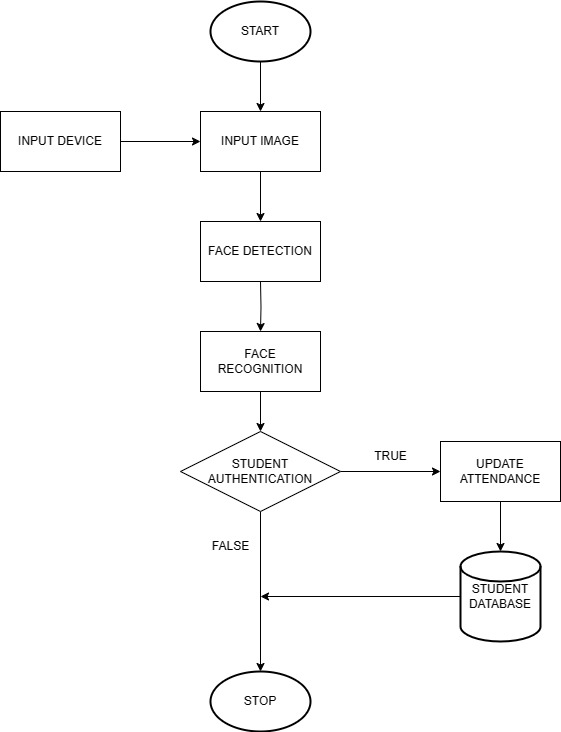 START
INPUT DEVICE
INPUT IMAGE
FACE DETECTION
FACE
RECOGNITION
STUDENT
AUTHENTICATION
TRUE
UPDATE
ATTENDANCE
FALSE
STUDENT
DATABASE
STOP